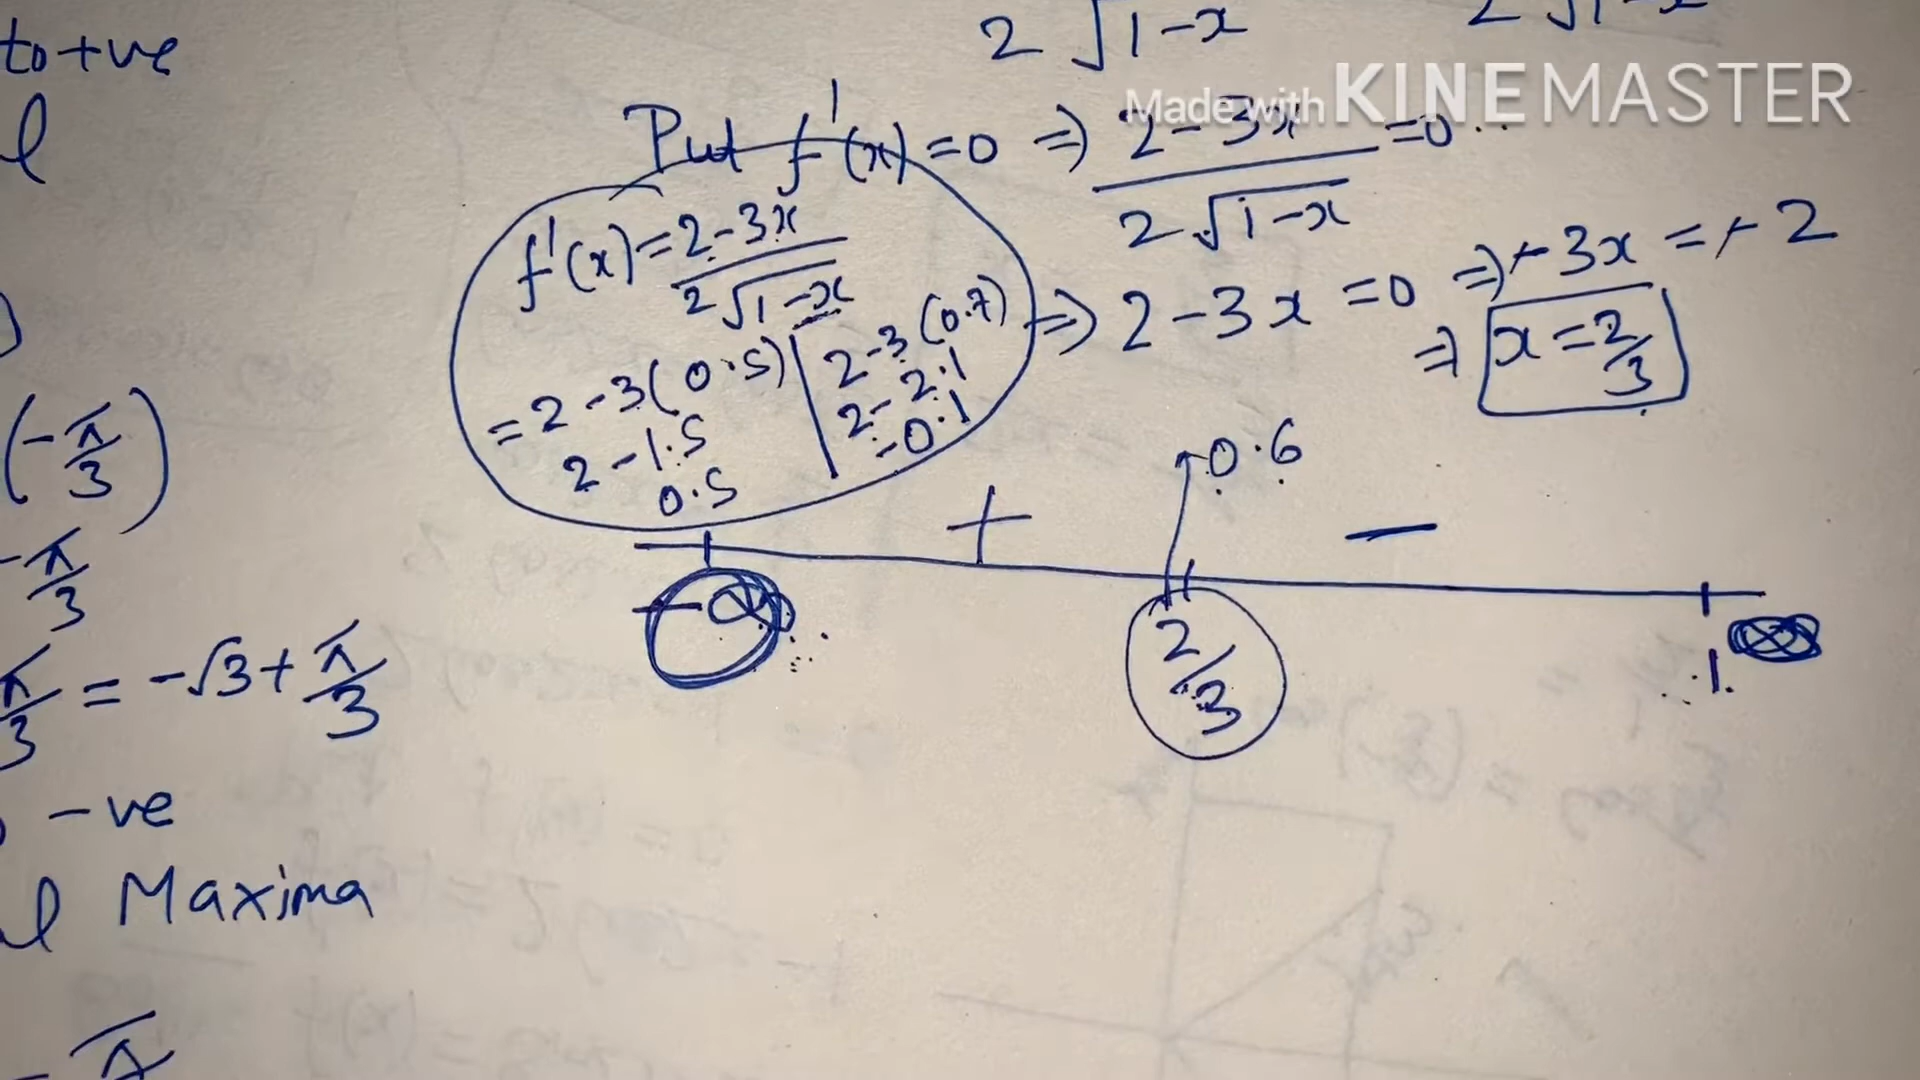 to +ve
l
(-π/3)
-π/3
π/3 = -√3 + π/3
-ve
l Maxima
π
2√1-x 2√1-x
Made with KINEMASTER
Put f'(x) = 0 ⇒ 2-3x/2√1-x = 0
f'(x) = 2-3x/2√1-x
= 2-3(0.5) | 2-3(0.7)
2-1.5 | 2-2.1
0.5 | -0.1
⇒ 2-3x = 0 ⇒ -3x = -2
⇒ x = 2/3
0.6
+ -
2/3 1